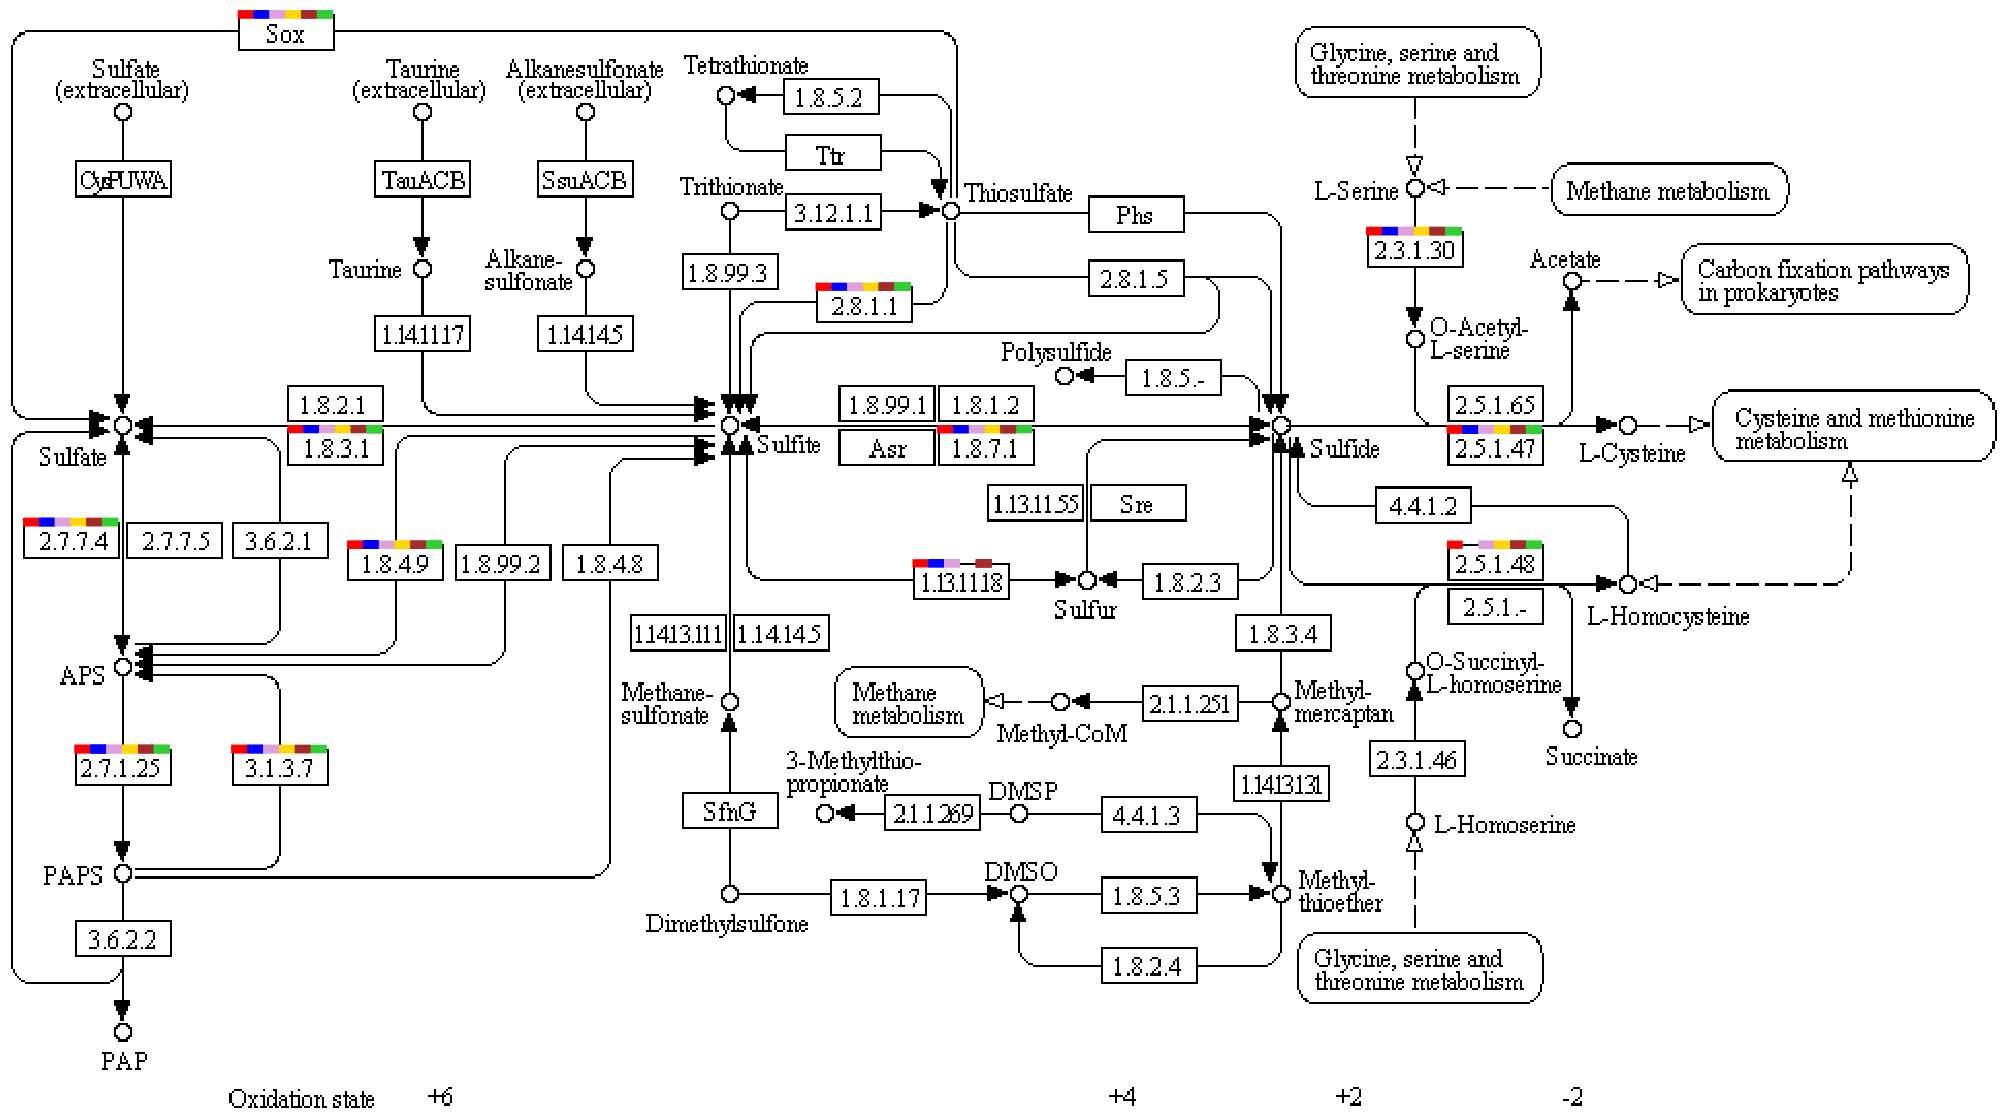 Sox
Sulfate
(extracellular)
Taurine
(extracellular)
Alkanesulfonate
(extracellular)
Tetrathionate
1.8.5.2
Ttr
Glycine, serine and
threonine metabolism
CysPUWA
TauACB
SsuACB
Trithionate
3.12.1.1
Thiosulfate
Phs
L-Serine
Methane metabolism
Taurine
Alkane-
sulfonate
1.8.99.3
2.8.1.1
2.8.1.5
2.3.1.30
Acetate
Carbon fixation pathways
in prokaryotes
1.14.11.17
1.14.14.5
Polysulfide
1.8.5.-
O-Acetyl-
L-serine
1.8.2.1
1.8.3.1
Sulfate
Sulfite
1.8.99.1
1.8.1.2
Asr
1.8.7.1
Sulfide
2.5.1.65
2.5.1.47
L-Cysteine
Cysteine and methionine
metabolism
2.7.7.4
2.7.7.5
3.6.2.1
1.8.4.9
1.8.99.2
1.8.4.8
1.13.11.55
Sre
4.4.1.2
1.13.11.18
Sulfur
1.8.2.3
2.5.1.48
2.5.1.-
L-Homocysteine
1.14.13.111
1.14.14.5
1.8.3.4
APS
Methane-
sulfonate
Methane
metabolism
Methyl-CoM
2.1.1.251
Methyl-
mercaptan
O-Succinyl-
L-homoserine
Succinate
2.7.1.25
3.1.3.7
3-Methylthio-
propionate
2.1.1.269
DMSP
4.4.1.3
1.14.13.131
2.3.1.46
L-Homoserine
SfnG
PAPS
DMSO
Dimethylsulfone
1.8.1.17
1.8.5.3
Methyl-
thioether
3.6.2.2
1.8.2.4
Glycine, serine and
threonine metabolism
PAP
Oxidation state +6 +4 +2 -2